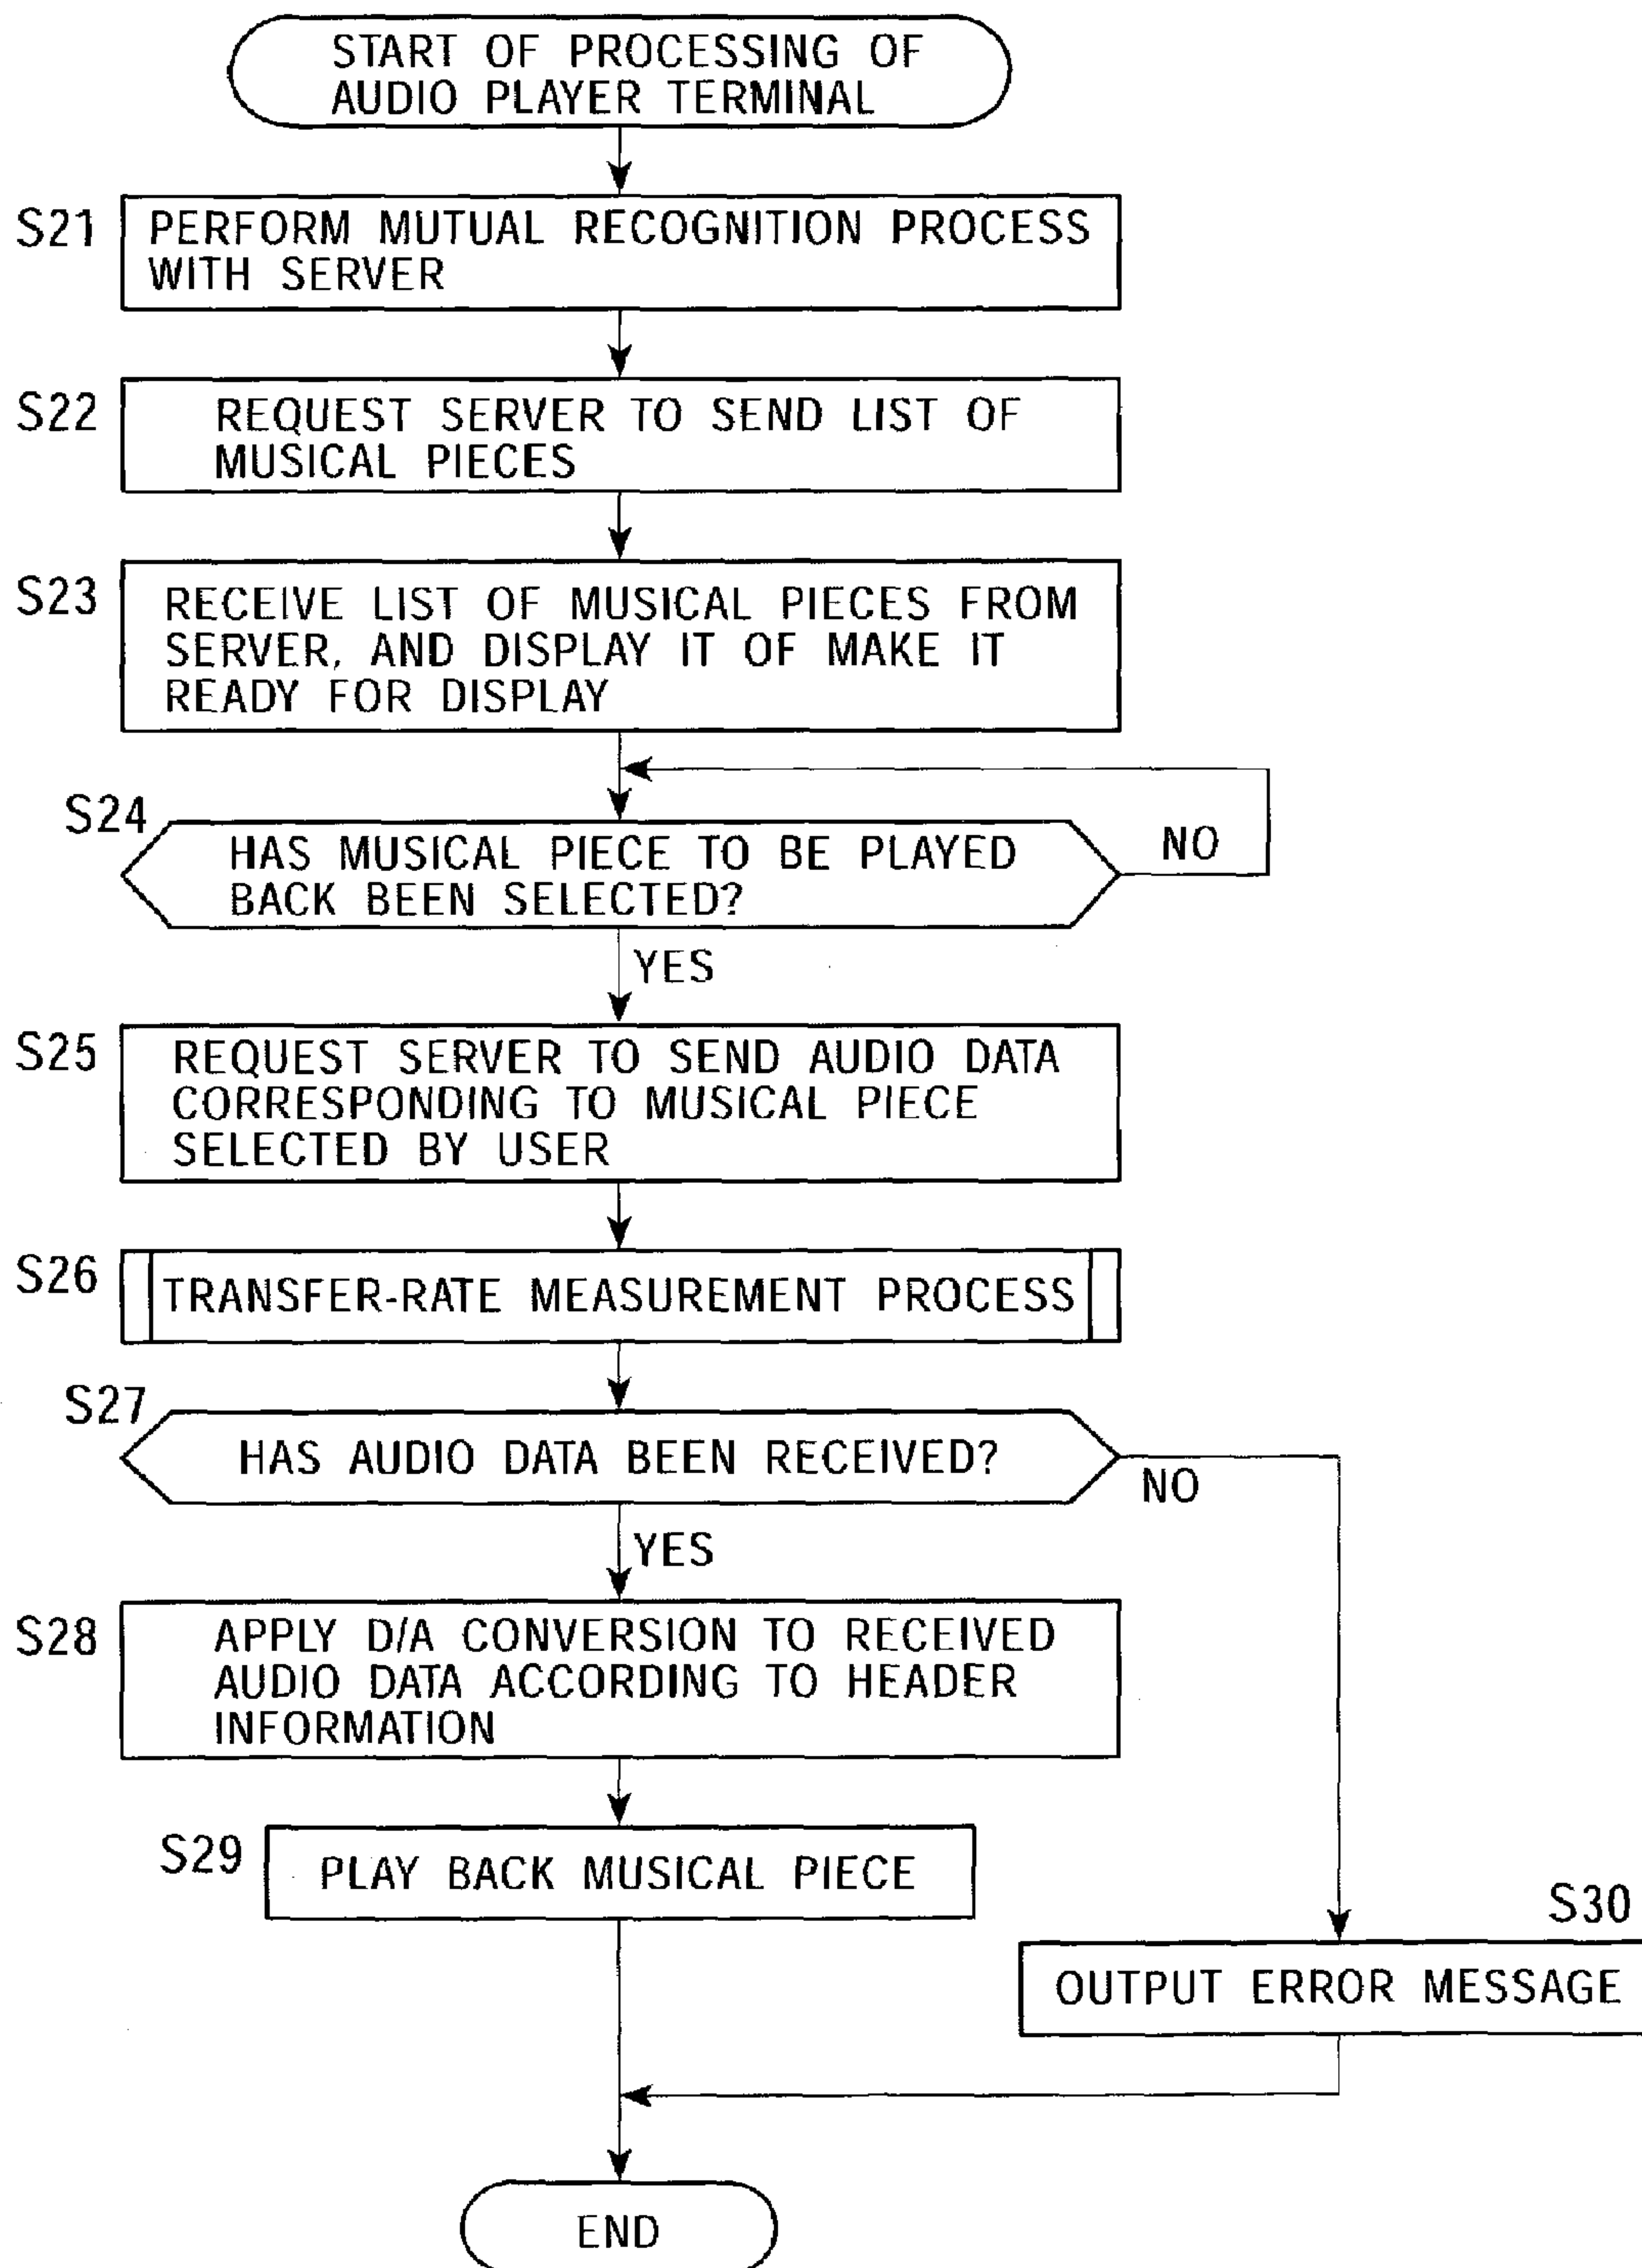 START OF PROCESSING OF
AUDIO PLAYER TERMINAL
S21
PERFORM MUTUAL RECOGNITION PROCESS
WITH SERVER
S22
REQUEST SERVER TO SEND LIST OF
MUSICAL PIECES
S23
RECEIVE LIST OF MUSICAL PIECES FROM
SERVER, AND DISPLAY IT OF MAKE IT
READY FOR DISPLAY
S24
HAS MUSICAL PIECE TO BE PLAYED
BACK BEEN SELECTED?
NO
YES
S25
REQUEST SERVER TO SEND AUDIO DATA
CORRESPONDING TO MUSICAL PIECE
SELECTED BY USER
S26
TRANSFER-RATE MEASUREMENT PROCESS
S27
HAS AUDIO DATA BEEN RECEIVED?
NO
YES
S28
APPLY D/A CONVERSION TO RECEIVED
AUDIO DATA ACCORDING TO HEADER
INFORMATION
S29
PLAY BACK MUSICAL PIECE
S30
OUTPUT ERROR MESSAGE
END